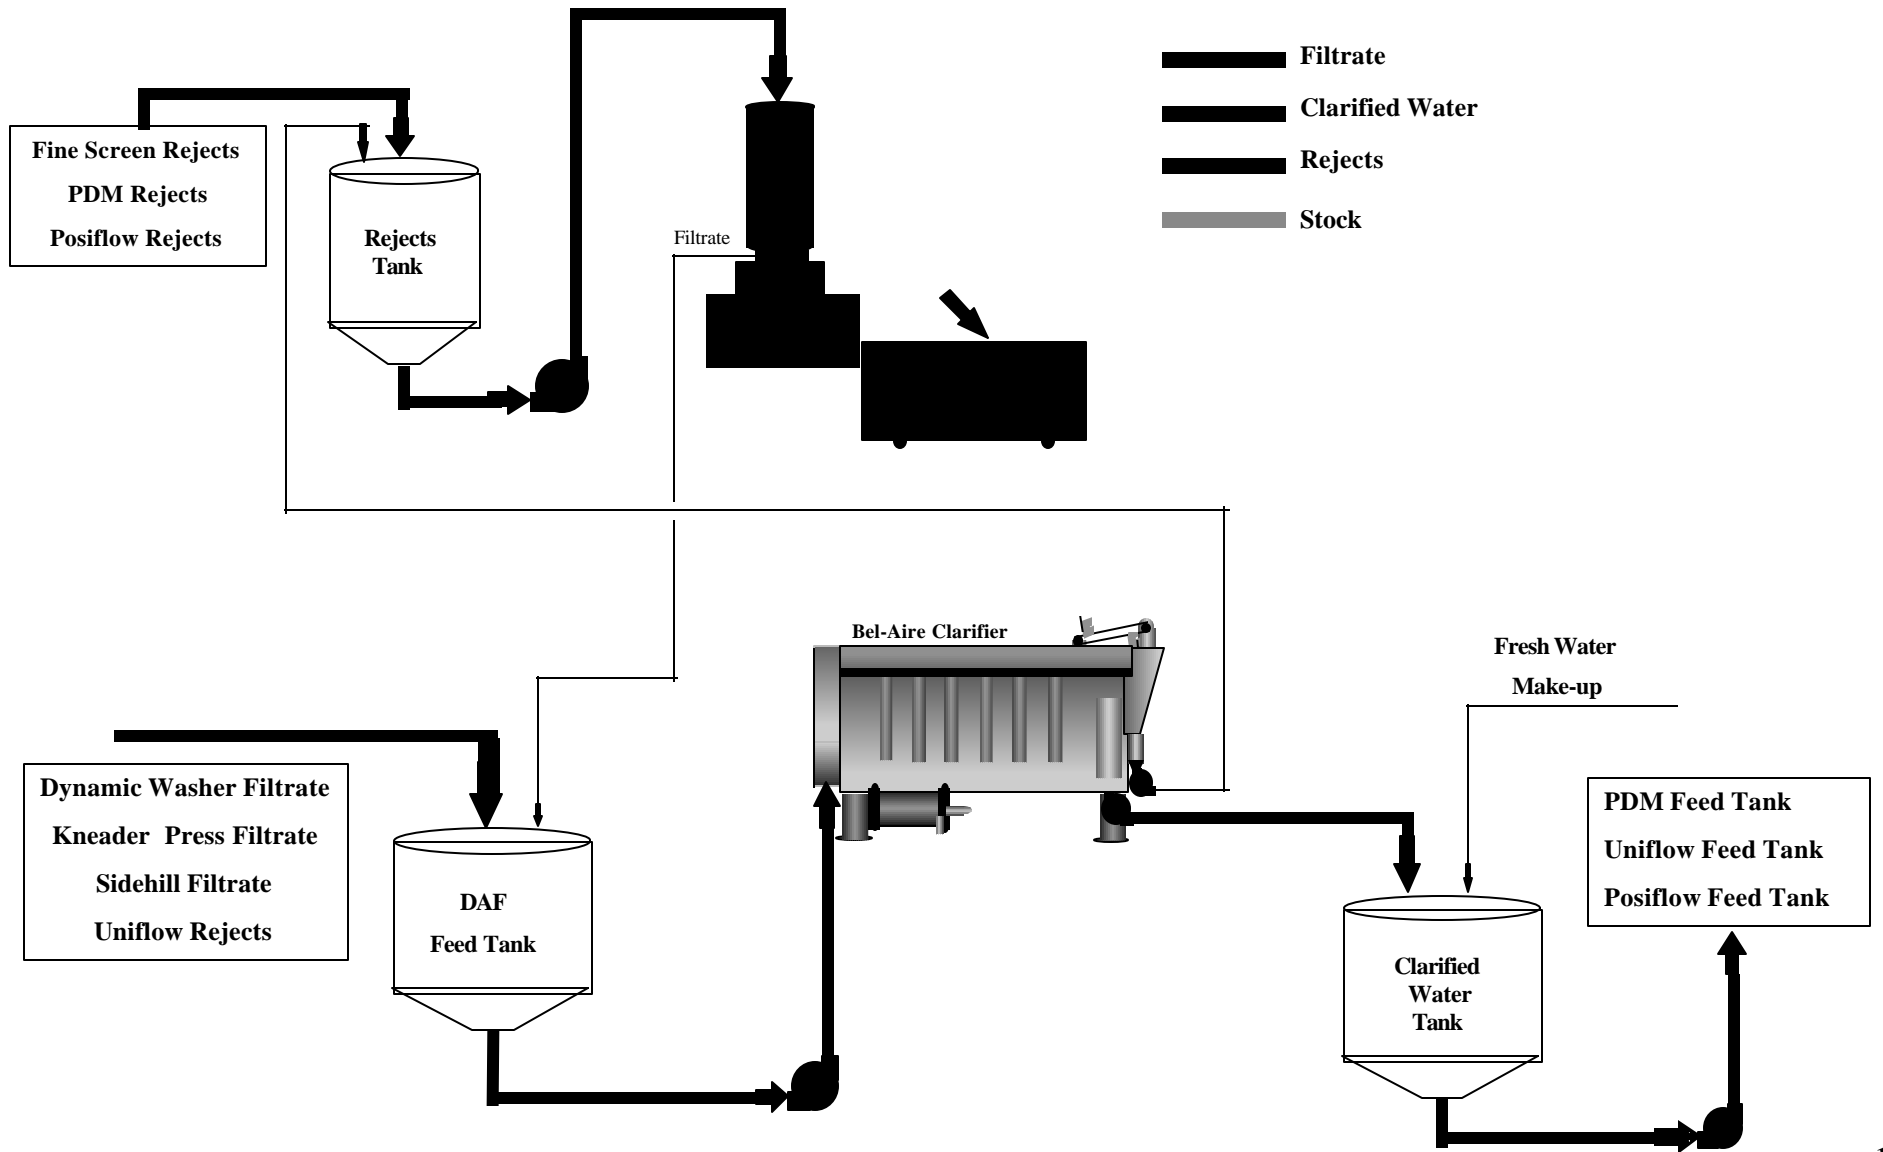 Filtrate
Clarified Water
Rejects
Stock
Fine Screen Rejects
PDM Rejects
Posiflow Rejects
Rejects
Tank
Filtrate
Bel-Aire Clarifier
Fresh Water
Make-up
Dynamic Washer Filtrate
Kneader Press Filtrate
Sidehill Filtrate
Uniflow Rejects
DAF
Feed Tank
PDM Feed Tank
Uniflow Feed Tank
Posiflow Feed Tank
Clarified
Water
Tank